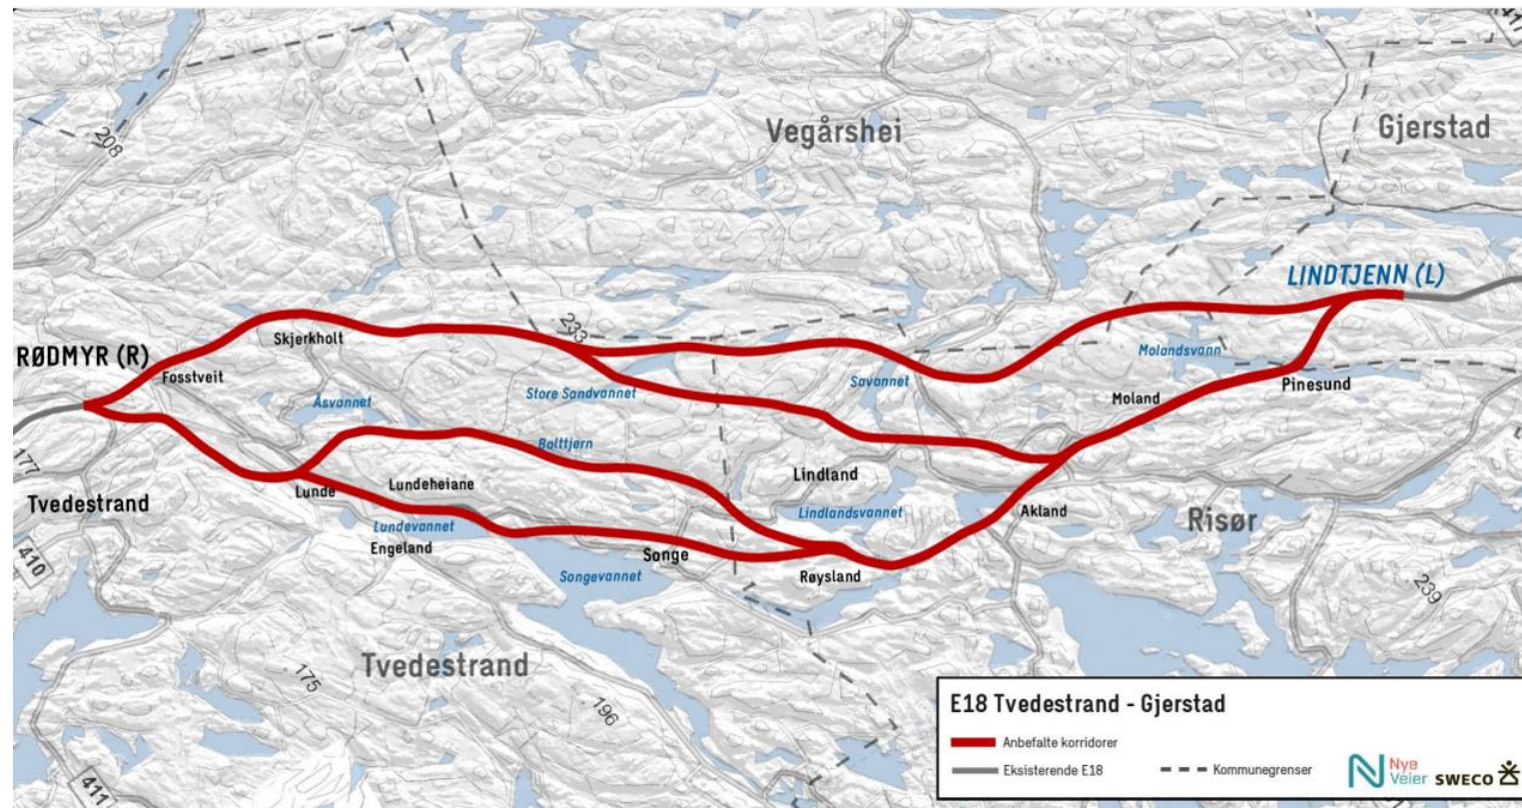 417
208
Vegårshei
Gjerstad
LINDTJENN (L)
233
Skjerkholt
RØDMYR (R)
Fosstveit
Molandsvann
Savannet
Store Sandvannet
Pinesund
Moland
Åsvannet
Bolttjern
177
Lindland
Lundeheiane
Lunde
Tvedestrand
Lindlandsvannet
Akland
Risør
Lundevannet
Engeland
Songe
410
Songevannet
Røysland
239
Tvedestrand
175
196
411
E18 Tvedestrand - Gjerstad
Anbefalte korridorer
Eksisterende E18
Kommunegrenser
Nye
Veier
SWECO